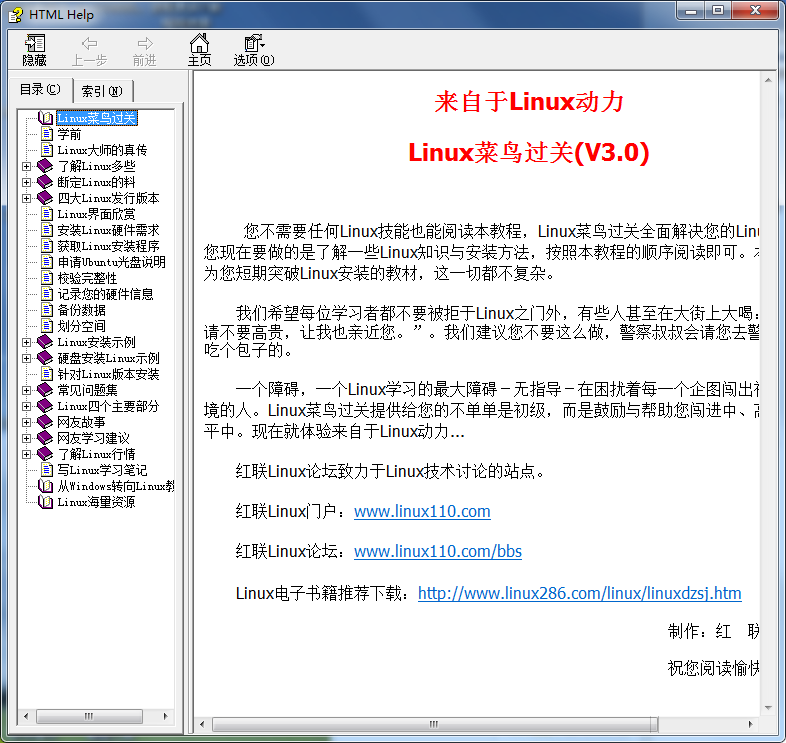 HTML Help
隐藏 上一步 前进 主页 选项(O)
目录(C) 索引(N)
Linux菜鸟过关
学前
Linux大师的真传
了解Linux多些
断定Linux的料
四大Linux发行版本
Linux界面欣赏
安装Linux硬件需求
获取Linux安装程序
申请Ubuntu光盘说明
校验完整性
记录您的硬件信息
备份数据
划分空间
Linux安装示例
硬盘安装Linux示例
针对Linux版本安装
常见问题集
Linux四个主要部分
网友故事
网友学习建议
了解Linux行情
写Linux学习笔记
从Windows转向Linux教
Linux海量资源
来自于Linux动力
Linux菜鸟过关(V3.0)
您不需要任何Linux技能也能阅读本教程，Linux菜鸟过关全面解决您的Linu
您现在要做的是了解一些Linux知识与安装方法，按照本教程的顺序阅读即可。
为您短期突破Linux安装的教材，这一切都不复杂。
我们希望每位学习者都不要被拒于Linux之门外，有些人甚至在大街上大喝：
请不要高贵，让我也亲近您。”。我们建议您不要这么做，警察叔叔会请您去警
吃个包子的。
一个障碍，一个Linux学习的最大障碍－无指导－在困扰着每一个企图闯出
境的人。Linux菜鸟过关提供给您的不单单是初级，而是鼓励与帮助您闯进中、高
平中。现在就体验来自于Linux动力...
红联Linux论坛致力于Linux技术讨论的站点。
红联Linux门户：www.linux110.com
红联Linux论坛：www.linux110.com/bbs
Linux电子书籍推荐下载：http://www.linux286.com/linux/linuxdzsj.htm
制作：红 联
祝您阅读愉快